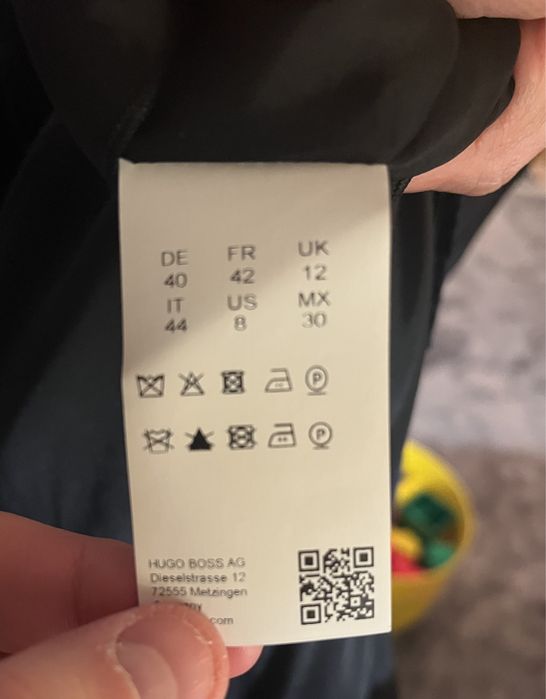 DE FR UK
40 42 12
IT US MX
44 8 30
P
P
HUGO BOSS AG
Dieselstrasse 12
72555 Metzingen
com